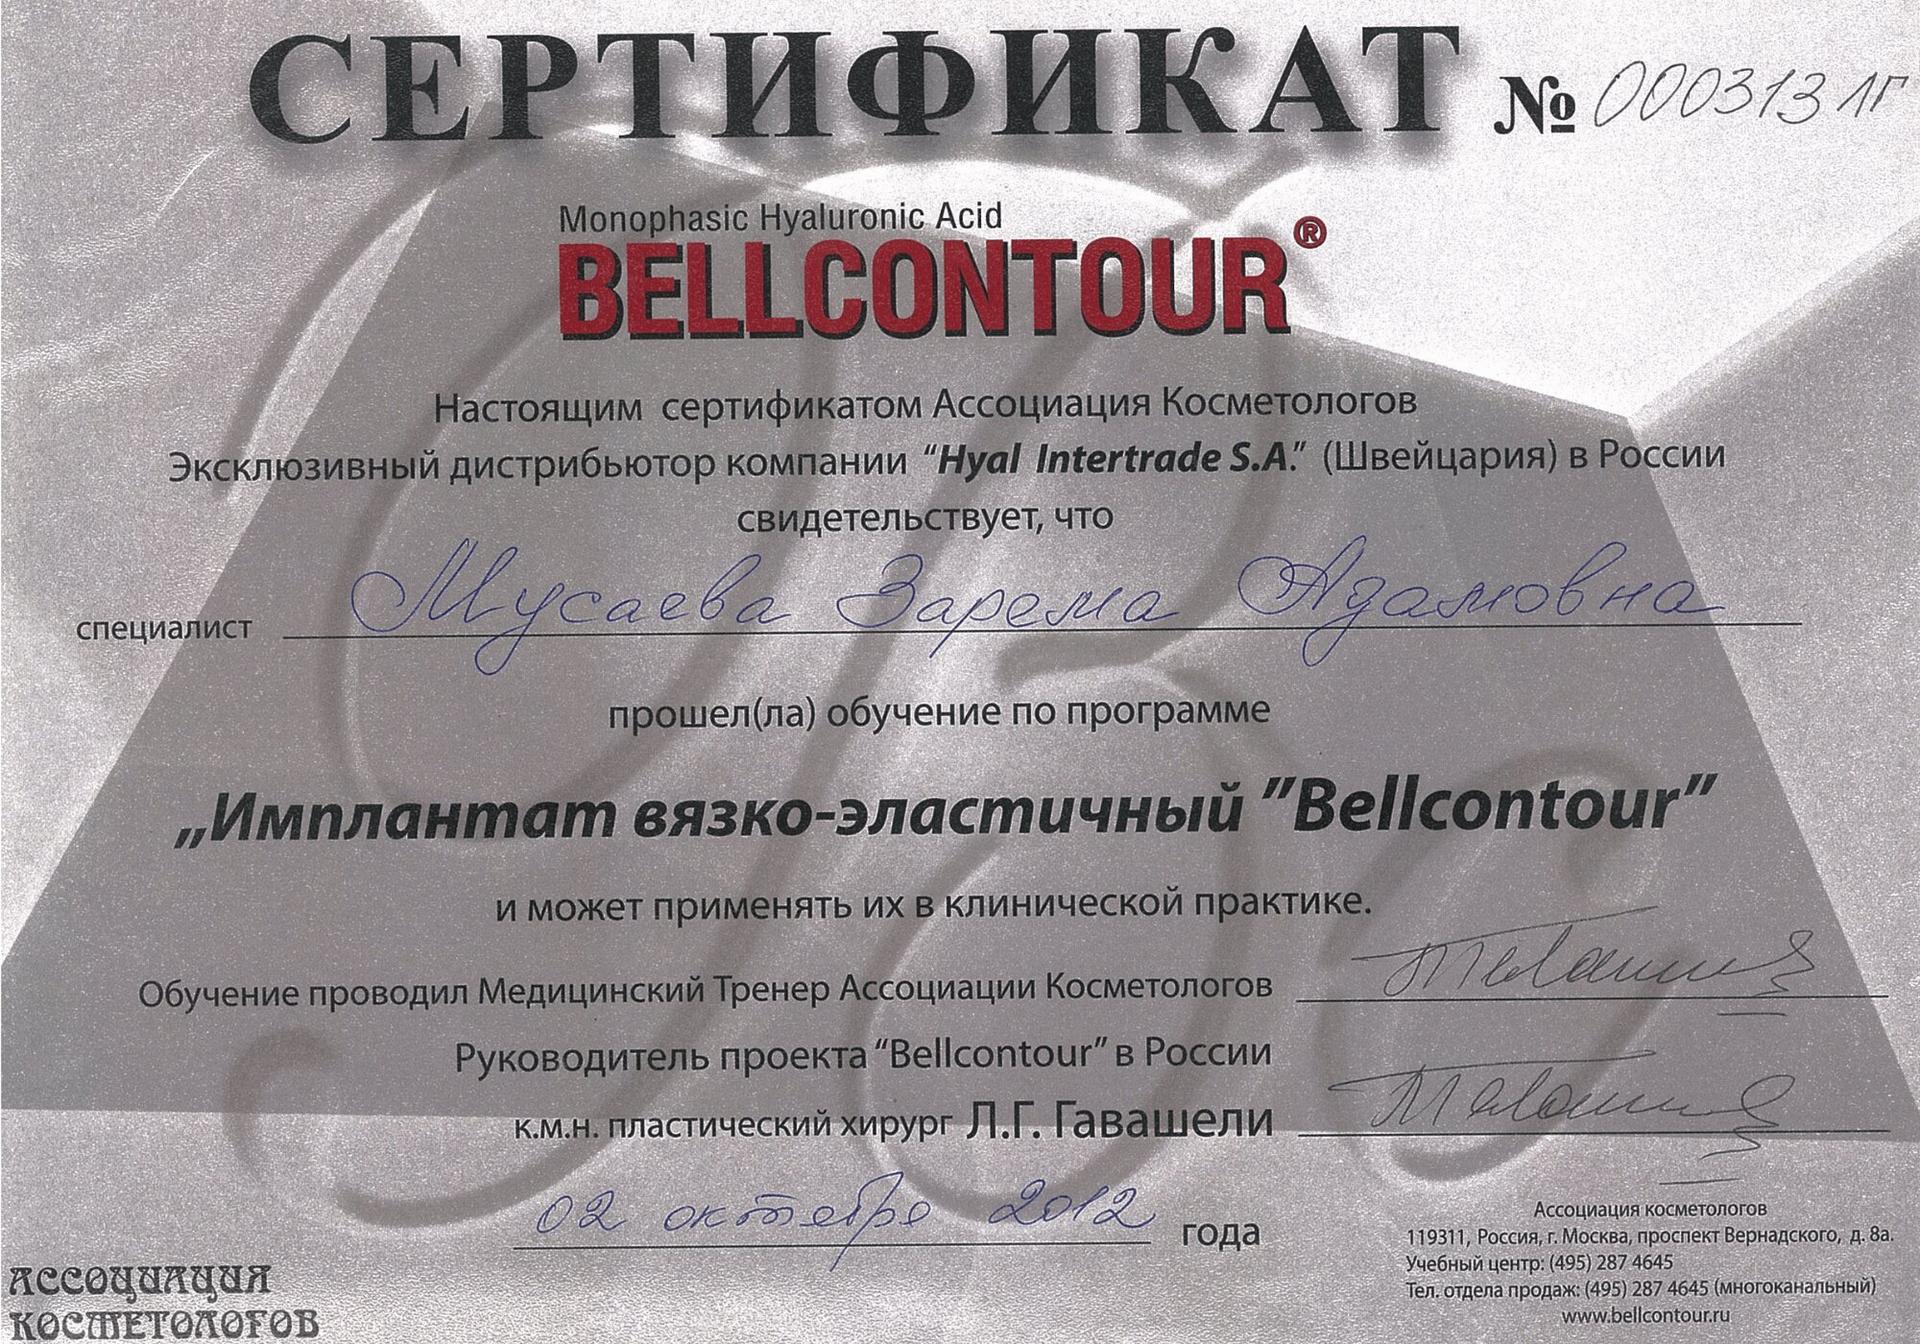 СЕРТИФИКАТ № 000313 1г
Monophasic Hyaluronic Acid
BELLCONTOUR®
Настоящим сертификатом Ассоциация Косметологов
Эксклюзивный дистрибьютор компании “Hyal Intertrade S.A.” (Швейцария) в России
свидетельствует, что
специалист Мусаева Зарема Адамовна
прошел(ла) обучение по программе
„Имплантат вязко-эластичный ”Bellcontour”
и может применять их в клинической практике.
Обучение проводил Медицинский Тренер Ассоциации Косметологов
Руководитель проекта “Bellcontour” в России
к.м.н. пластический хирург Л.Г. Гавашели
02 октября 2012 года
АССОЦИАЦИЯ
КОСМЕТОЛОГОВ
Ассоциация косметологов
119311, Россия, г. Москва, проспект Вернадского, д. 8а.
Учебный центр: (495) 287 4645
Тел. отдела продаж: (495) 287 4645 (многоканальный)
www.bellcontour.ru